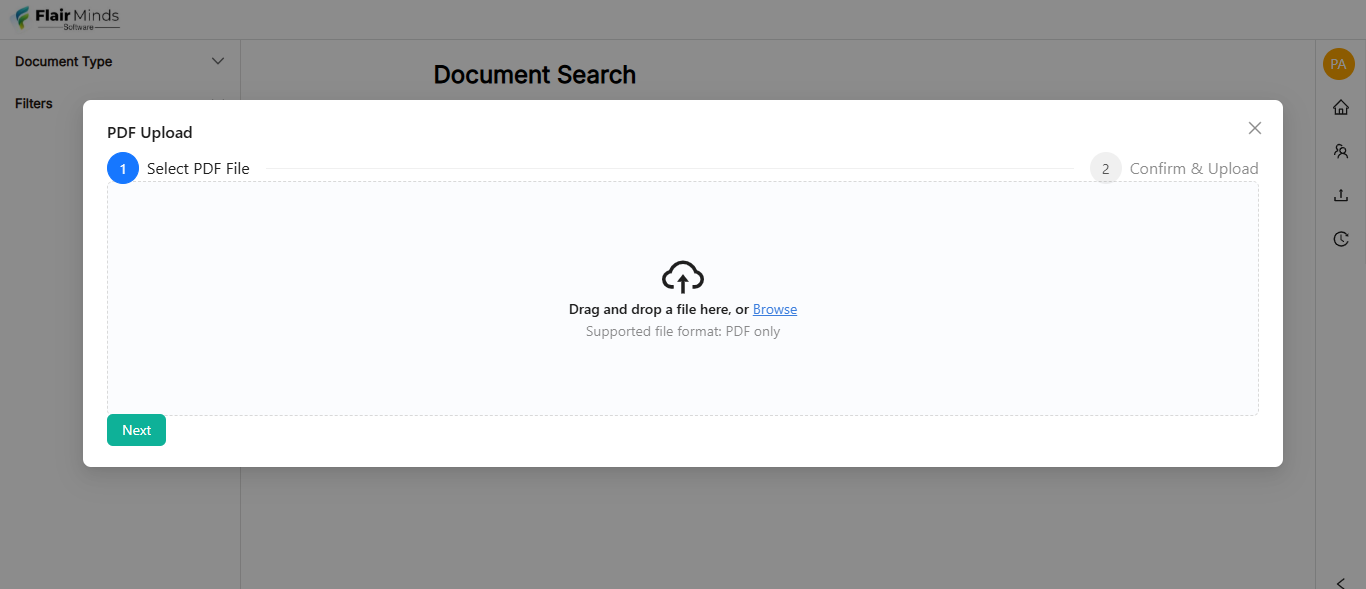 Flair Minds
Software
Document Type
Document Search
PA
Filters
PDF Upload
1 Select PDF File
2 Confirm & Upload
Drag and drop a file here, or Browse
Supported file format: PDF only
Next